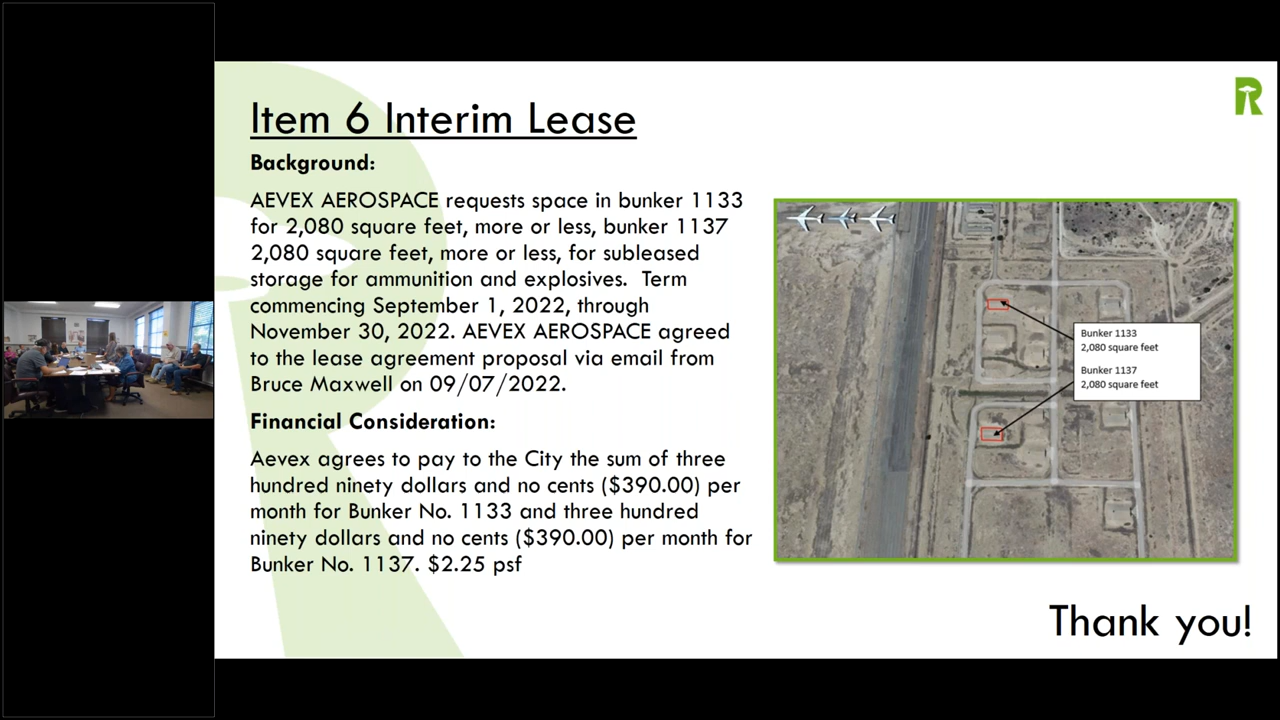 Item 6 Interim Lease
Background:
AEVEX AEROSPACE requests space in bunker 1133
for 2,080 square feet, more or less, bunker 1137
2,080 square feet, more or less, for subleased
storage for ammunition and explosives. Term
commencing September 1, 2022, through
November 30, 2022. AEVEX AEROSPACE agreed
to the lease agreement proposal via email from
Bruce Maxwell on 09/07/2022.
Financial Consideration:
Aevex agrees to pay to the City the sum of three
hundred ninety dollars and no cents ($390.00) per
month for Bunker No. 1133 and three hundred
ninety dollars and no cents ($390.00) per month for
Bunker No. 1137. $2.25 psf
Bunker 1133
2,080 square feet
Bunker 1137
2,080 square feet
Thank you!
R